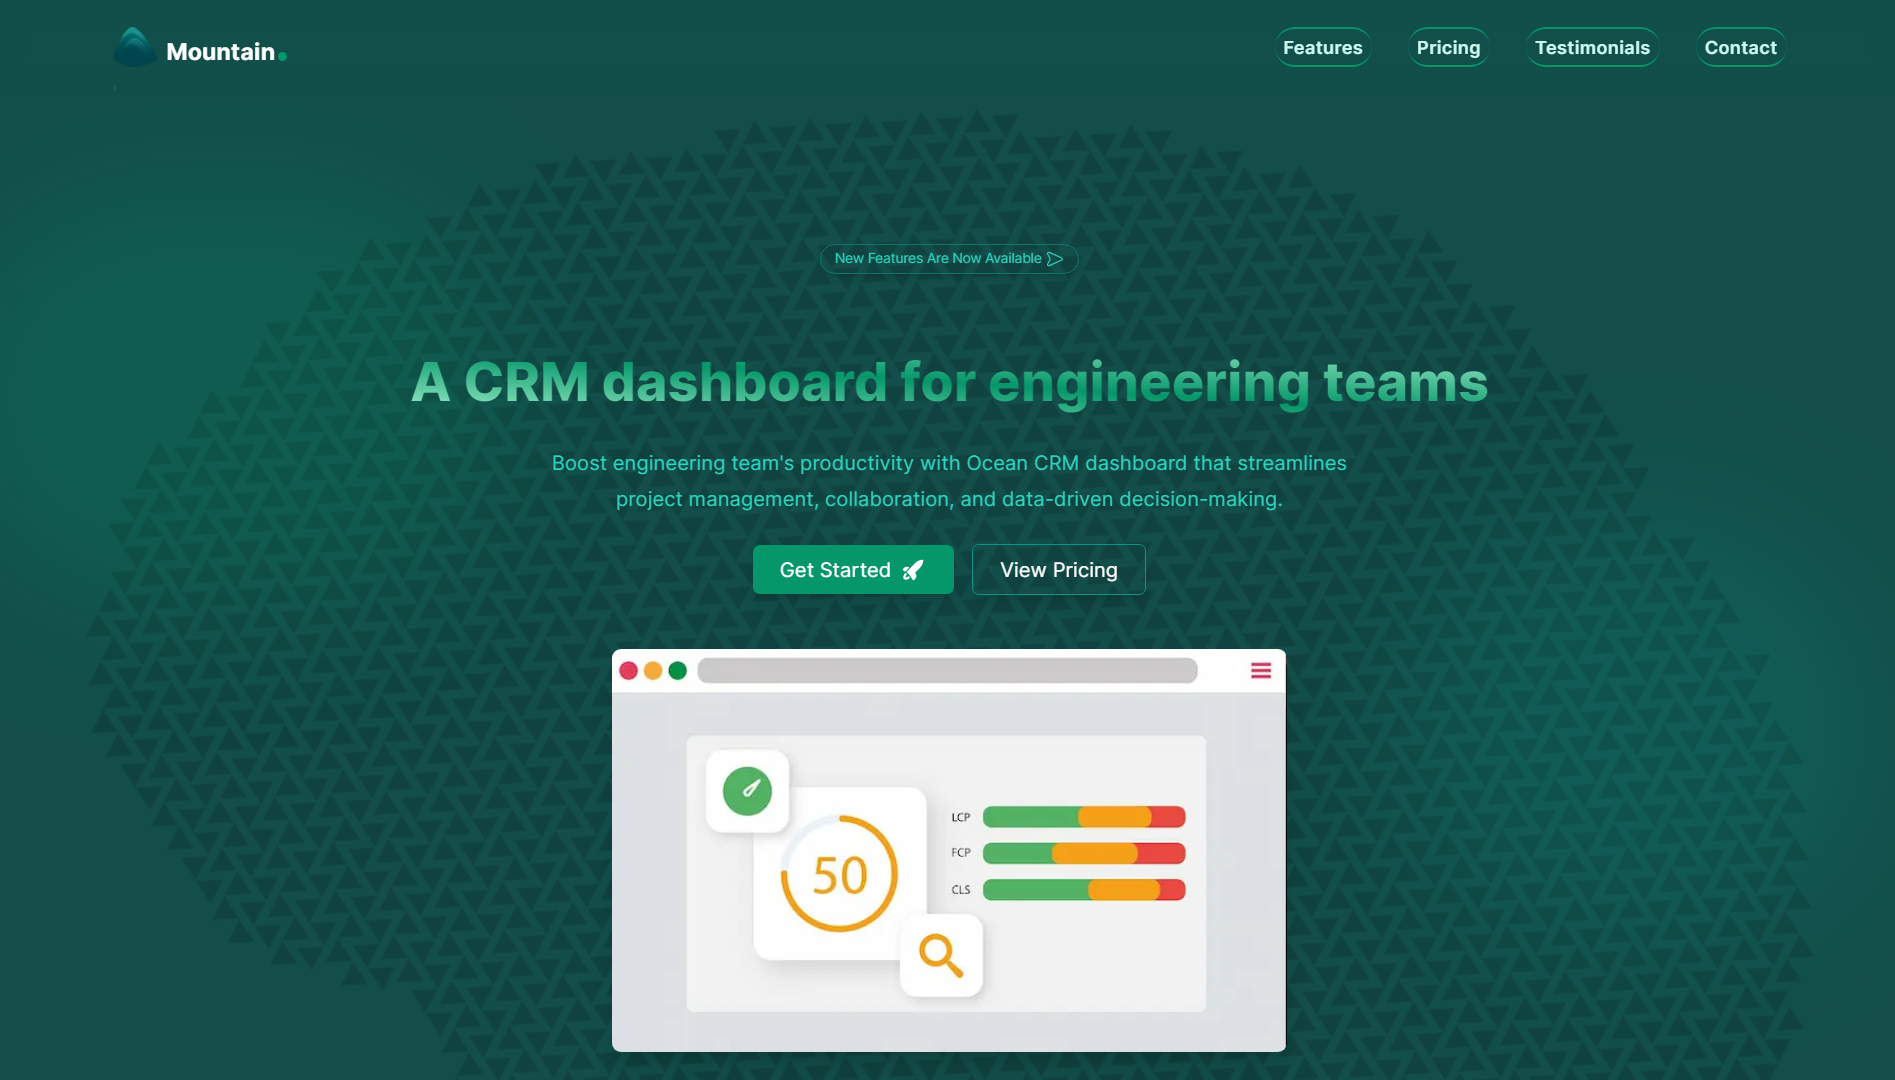 Mountain.
Features
Pricing
Testimonials
Contact
New Features Are Now Available
A CRM dashboard for engineering teams
Boost engineering team's productivity with Ocean CRM dashboard that streamlines
project management, collaboration, and data-driven decision-making.
Get Started
View Pricing
50
LCP
FCP
CLS